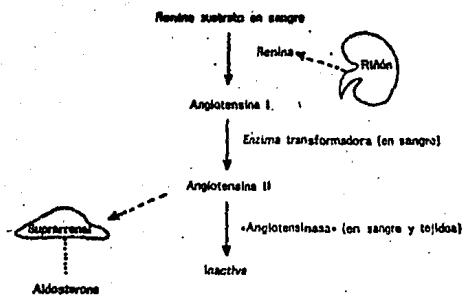 Renina sustrato en sangre
Renina
Riñón
Angiotensina I
Enzima transformadora (en sangre)
Angiotensina II
Suprarrenal
«Angiotensinasa» (en sangre y tejidos)
Inactiva
Aldosterona